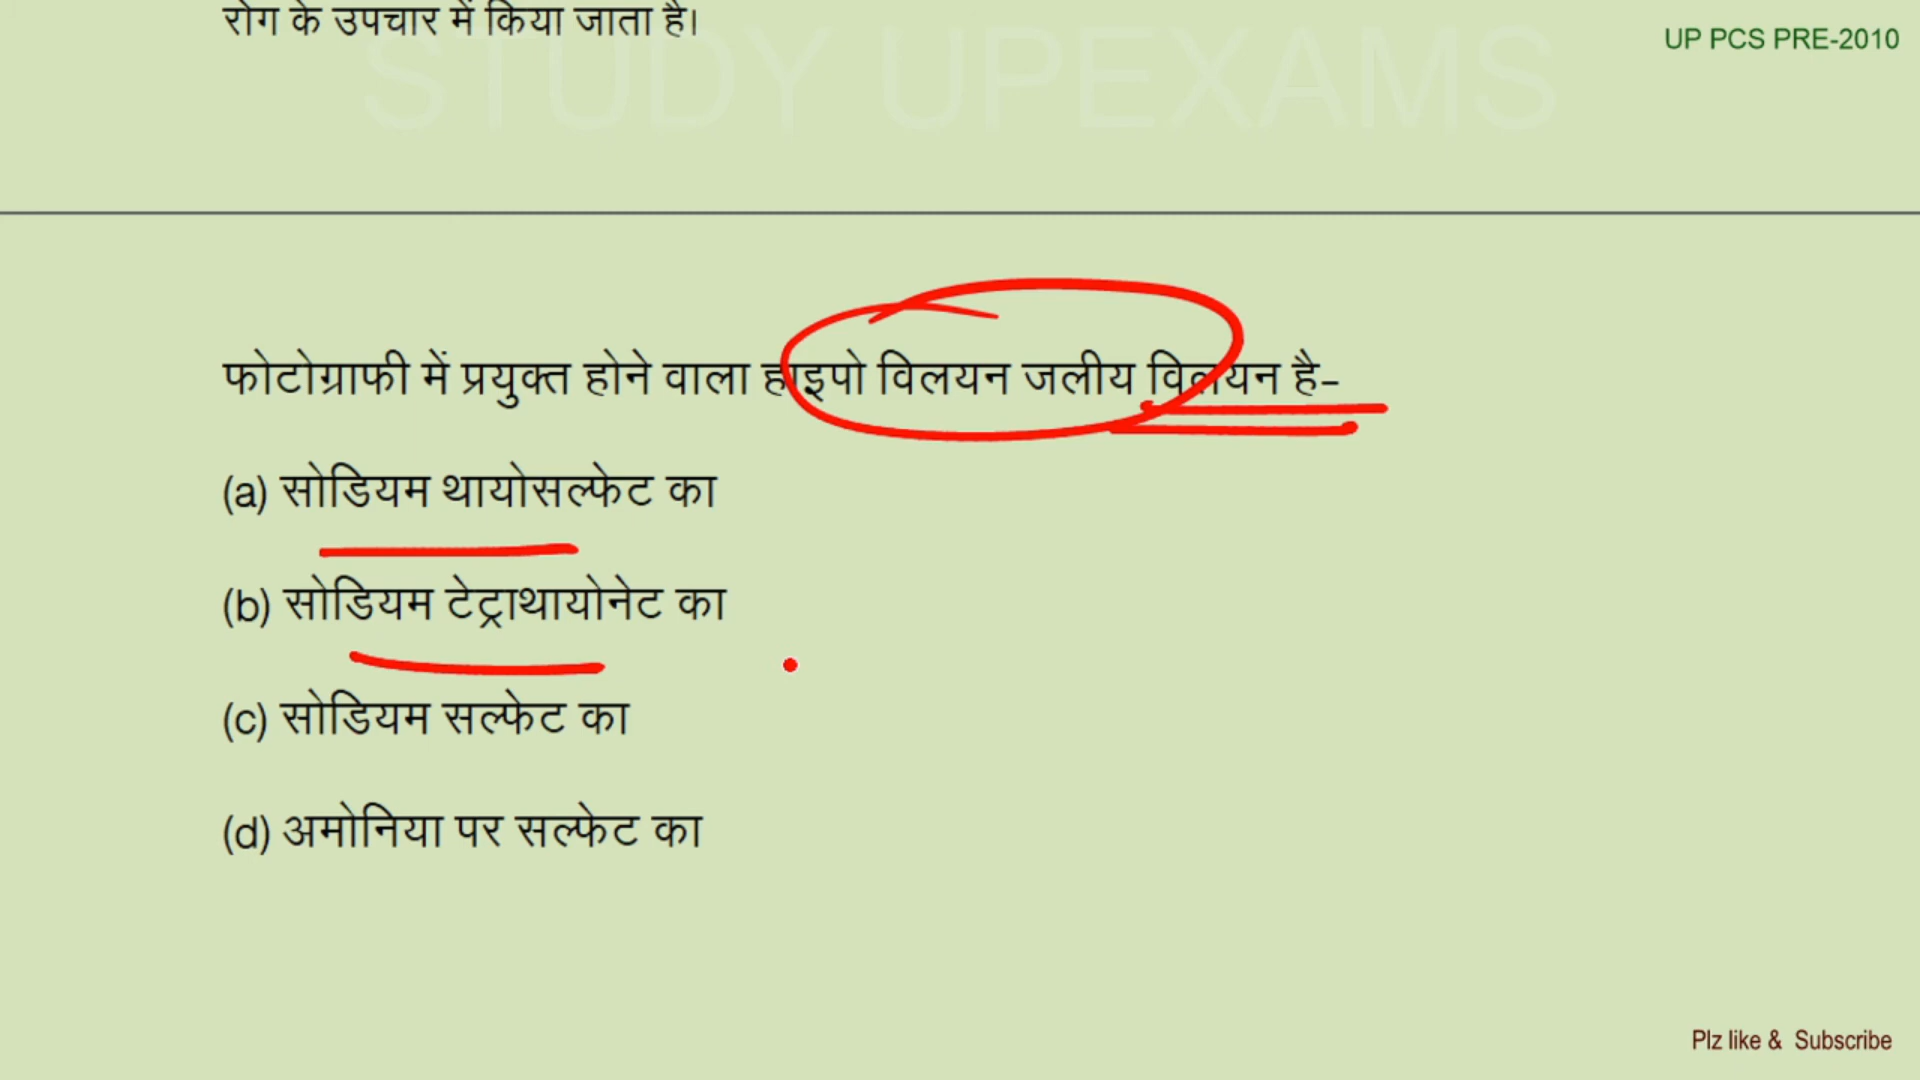 रोग के उपचार में किया जाता है।
UP PCS PRE-2010
STUDY UPEXAMS
फोटोग्राफी में प्रयुक्त होने वाला हाइपो विलयन जलीय विलयन है–
(a) सोडियम थायोसल्फेट का
(b) सोडियम टेट्राथायोनेट का
(c) सोडियम सल्फेट का
(d) अमोनिया पर सल्फेट का
Plz like & Subscribe